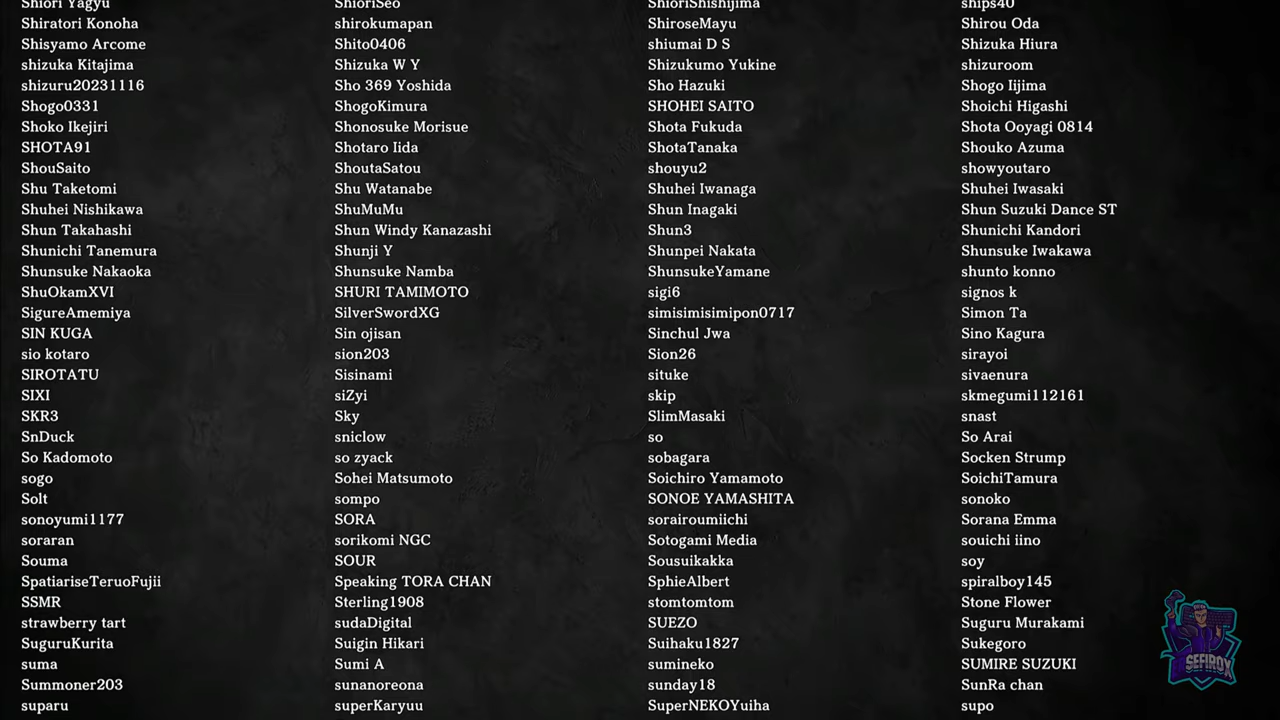 Shiori Yagyu ShioriSeo ShioriShishijima ships40
Shiratori Konoha shirokumapan ShiroseMayu Shirou Oda
Shisyamo Arcome Shito0406 shiumai D S Shizuka Hiura
shizuka Kitajima Shizuka W Y Shizukumo Yukine shizuroom
shizuru20231116 Sho 369 Yoshida Sho Hazuki Shogo Iijima
Shogo0331 ShogoKimura SHOHEI SAITO Shoichi Higashi
Shoko Ikejiri Shonosuke Morisue Shota Fukuda Shota Ooyagi 0814
SHOTA91 Shotaro Iida ShotaTanaka Shouko Azuma
ShouSaito ShoutaSatou shouyu2 showyoutaro
Shu Taketomi Shu Watanabe Shuhei Iwanaga Shuhei Iwasaki
Shuhei Nishikawa ShuMuMu Shun Inagaki Shun Suzuki Dance ST
Shun Takahashi Shun Windy Kanazashi Shun3 Shunichi Kandori
Shunichi Tanemura Shunji Y Shunpei Nakata Shunsuke Iwakawa
Shunsuke Nakaoka Shunsuke Namba ShunsukeYamane shunto konno
ShuOkamXVI SHURI TAMIMOTO sigi6 signos k
SigureAmemiya SilverSwordXG simisimisimipon0717 Simon Ta
SIN KUGA Sin ojisan Sinchul Jwa Sino Kagura
sio kotaro sion203 Sion26 sirayoi
SIROTATU Sisinami situke sivaenura
SIXI siZyi skip skmegumi112161
SKR3 Sky SlimMasaki snast
SnDuck sniclow so So Arai
So Kadomoto so zyack sobagara Socken Strump
sogo Sohei Matsumoto Soichiro Yamamoto SoichiTamura
Solt sompo SONOE YAMASHITA sonoko
sonoyumi1177 SORA sorairoumiichi Sorana Emma
soraran sorikomi NGC Sotogami Media souichi iino
Souma SOUR Sousuikakka soy
SpatiariseTeruoFujii Speaking TORA CHAN SphieAlbert spiralboy145
SSMR Sterling1908 stomtomtom Stone Flower
strawberry tart sudaDigital SUEZO Suguru Murakami
SuguruKurita Suigin Hikari Suihaku1827 Sukegoro
suma Sumi A sumineko SUMIRE SUZUKI
Summoner203 sunanoreona sunday18 SunRa chan
suparu superKaryuu SuperNEKOYuiha supo
SEFIROX